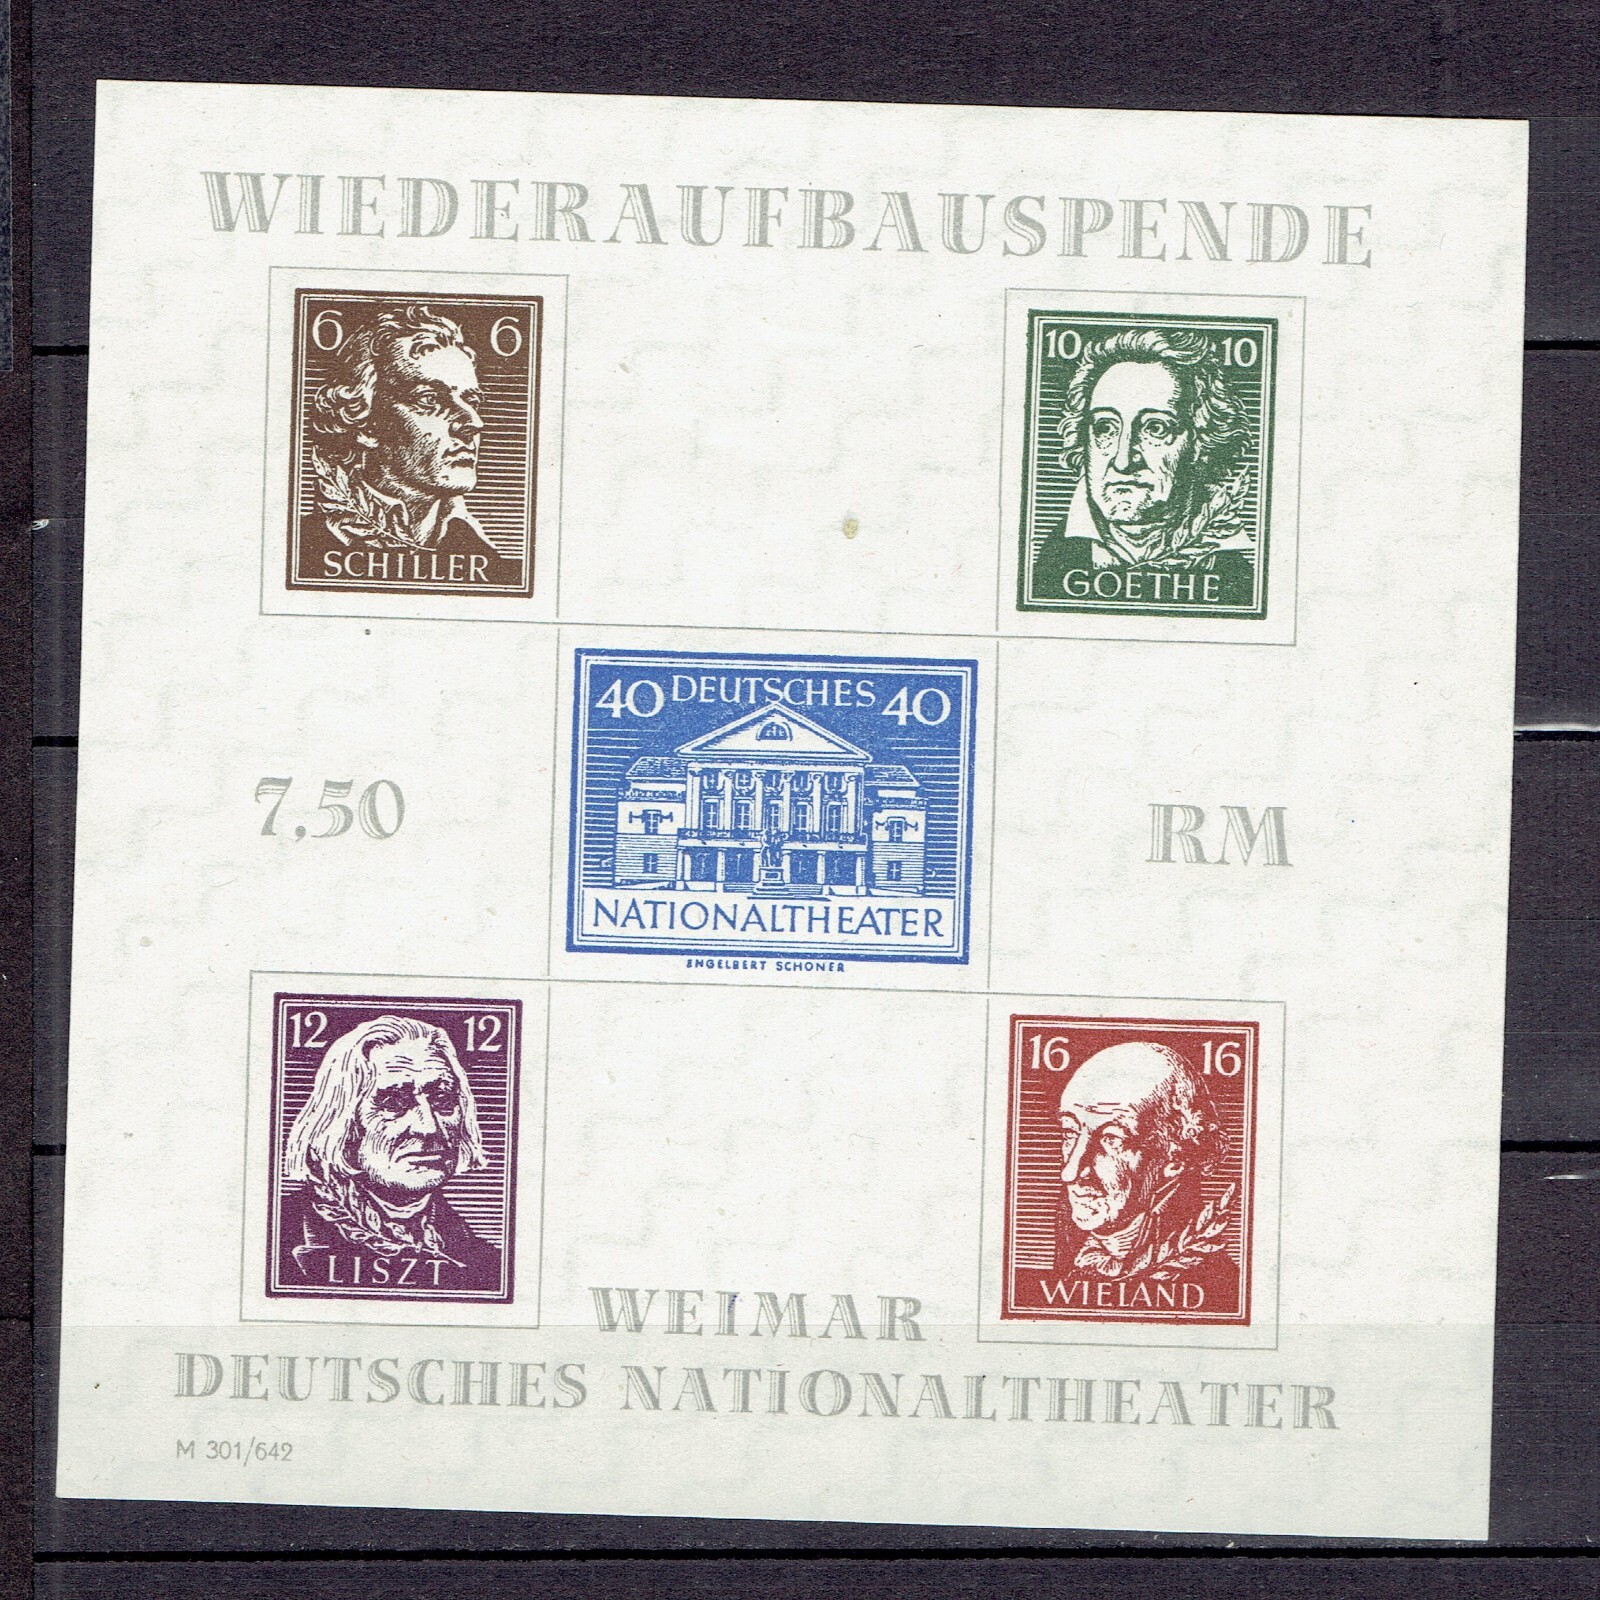 WIEDERAUFBAUSPENDE
6 6
SCHILLER
10 10
GOETHE
40 DEUTSCHES 40
NATIONALTHEATER
ENGELBERT SCHONER
7,50 RM
12 12
LISZT
16 16
WIELAND
WEIMAR
DEUTSCHES NATIONALTHEATER
M 301/642